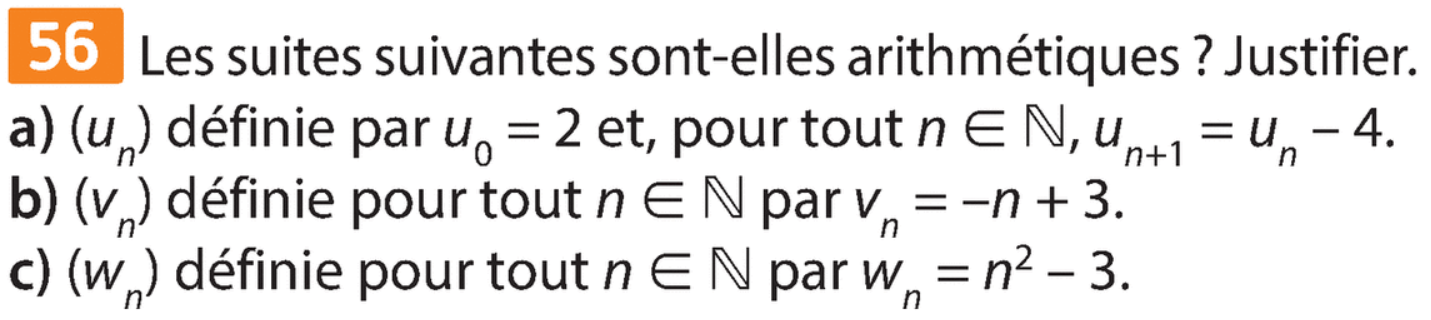 56 Les suites suivantes sont-elles arithmétiques ? Justifier.
a) (uₙ) définie par u₀ = 2 et, pour tout n ∈ ℕ, uₙ₊₁ = uₙ – 4.
b) (vₙ) définie pour tout n ∈ ℕ par vₙ = –n + 3.
c) (wₙ) définie pour tout n ∈ ℕ par wₙ = n² – 3.